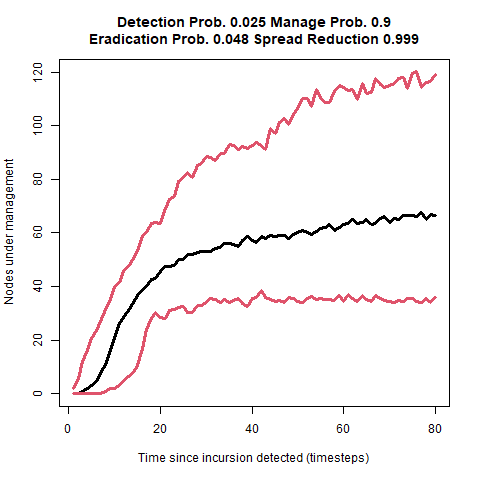 Detection Prob. 0.025 Manage Prob. 0.9
Eradication Prob. 0.048 Spread Reduction 0.999
Nodes under management
120
100
80
60
40
20
0
0 20 40 60 80
Time since incursion detected (timesteps)